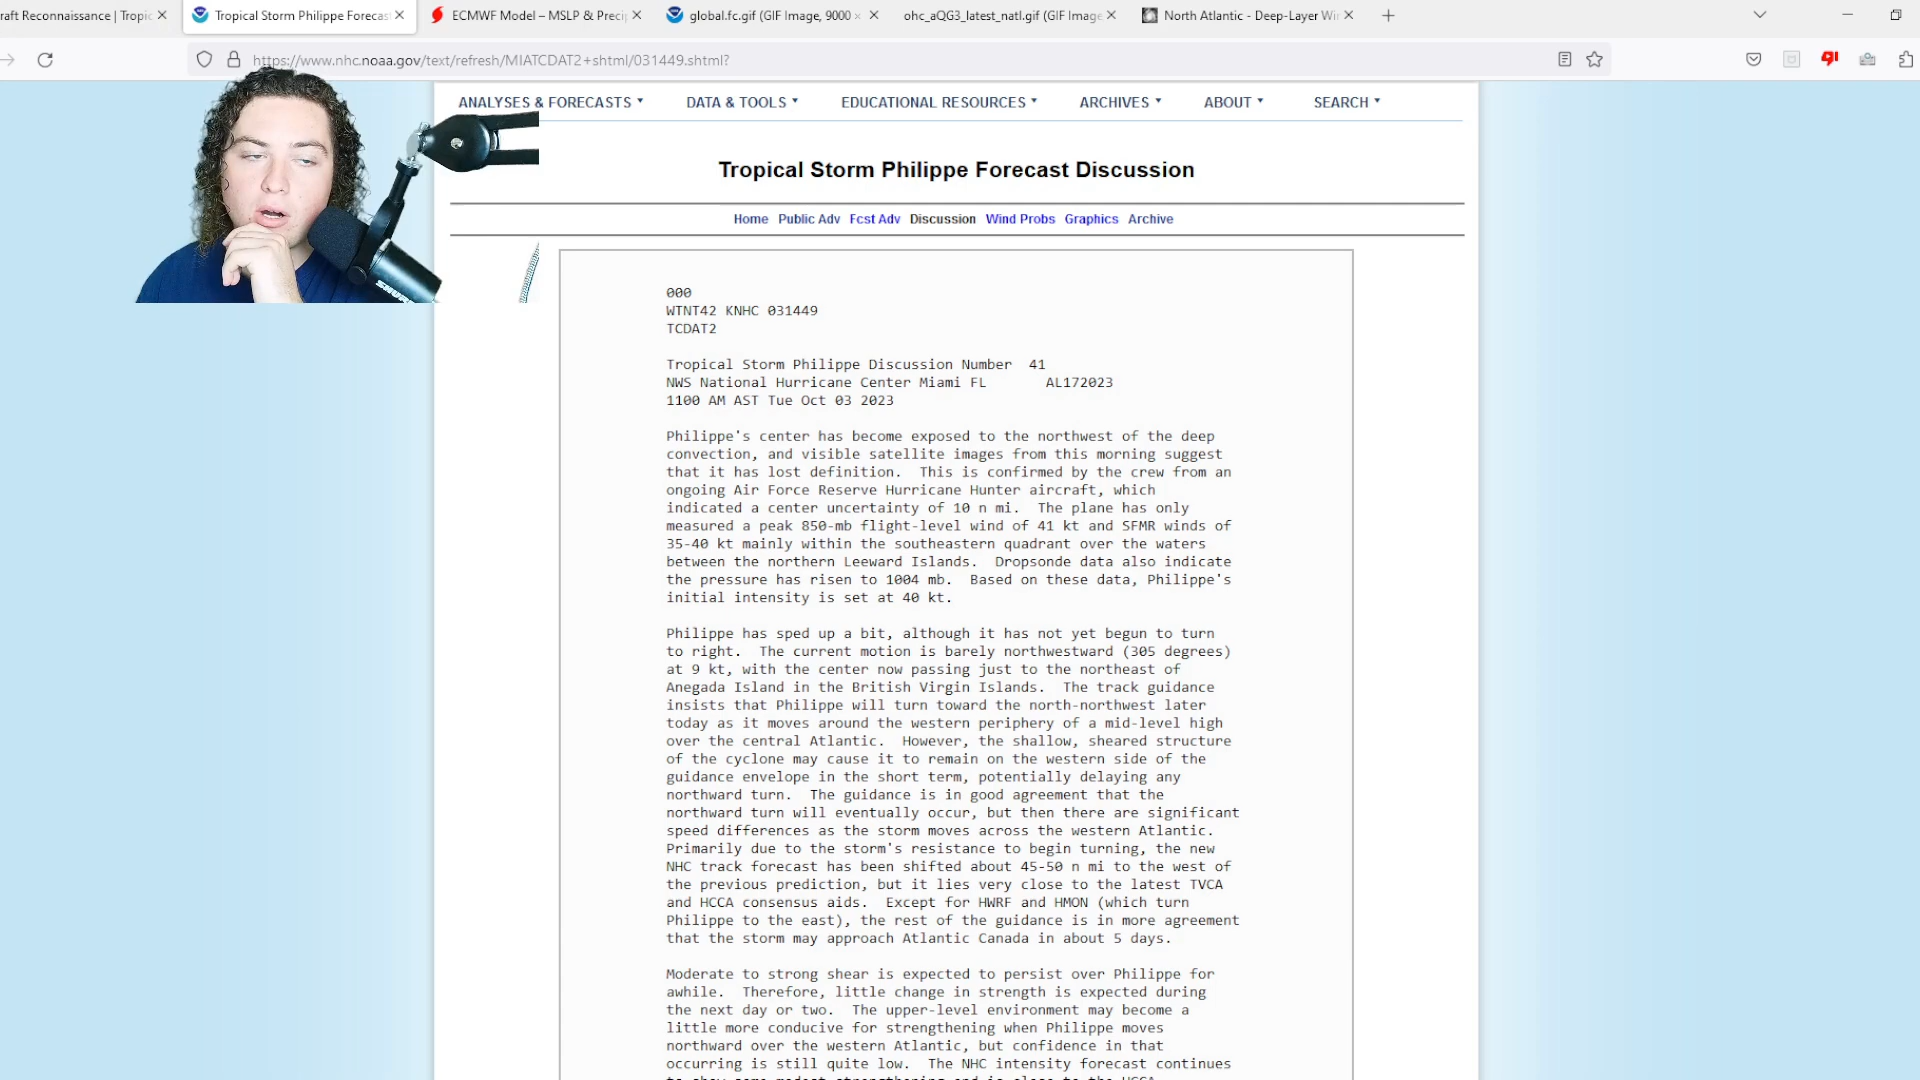 raft Reconnaissance | Tropic
Tropical Storm Philippe Forecas
ECMWF Model – MSLP & Precip
global.fc.gif (GIF Image, 9000 ×
ohc_aQG3_latest_natl.gif (GIF Imag
North Atlantic - Deep-Layer Wi
https://www.nhc.noaa.gov/text/refresh/MIATCDAT2+shtml/031449.shtml?
ANALYSES & FORECASTS DATA & TOOLS EDUCATIONAL RESOURCES ARCHIVES ABOUT SEARCH
Tropical Storm Philippe Forecast Discussion
Home Public Adv Fcst Adv Discussion Wind Probs Graphics Archive
000
WTNT42 KNHC 031449
TCDAT2
Tropical Storm Philippe Discussion Number 41
NWS National Hurricane Center Miami FL AL172023
1100 AM AST Tue Oct 03 2023
Philippe's center has become exposed to the northwest of the deep
convection, and visible satellite images from this morning suggest
that it has lost definition. This is confirmed by the crew from an
ongoing Air Force Reserve Hurricane Hunter aircraft, which
indicated a center uncertainty of 10 n mi. The plane has only
measured a peak 850-mb flight-level wind of 41 kt and SFMR winds of
35-40 kt mainly within the southeastern quadrant over the waters
between the northern Leeward Islands. Dropsonde data also indicate
the pressure has risen to 1004 mb. Based on these data, Philippe's
initial intensity is set at 40 kt.
Philippe has sped up a bit, although it has not yet begun to turn
to right. The current motion is barely northwestward (305 degrees)
at 9 kt, with the center now passing just to the northeast of
Anegada Island in the British Virgin Islands. The track guidance
insists that Philippe will turn toward the north-northwest later
today as it moves around the western periphery of a mid-level high
over the central Atlantic. However, the shallow, sheared structure
of the cyclone may cause it to remain on the western side of the
guidance envelope in the short term, potentially delaying any
northward turn. The guidance is in good agreement that the
northward turn will eventually occur, but then there are significant
speed differences as the storm moves across the western Atlantic.
Primarily due to the storm's resistance to begin turning, the new
NHC track forecast has been shifted about 45-50 n mi to the west of
the previous prediction, but it lies very close to the latest TVCA
and HCCA consensus aids. Except for HWRF and HMON (which turn
Philippe to the east), the rest of the guidance is in more agreement
that the storm may approach Atlantic Canada in about 5 days.
Moderate to strong shear is expected to persist over Philippe for
awhile. Therefore, little change in strength is expected during
the next day or two. The upper-level environment may become a
little more conducive for strengthening when Philippe moves
northward over the western Atlantic, but confidence in that
occurring is still quite low. The NHC intensity forecast continues
to show some modest strengthening and is close to the HCCA
SHURE